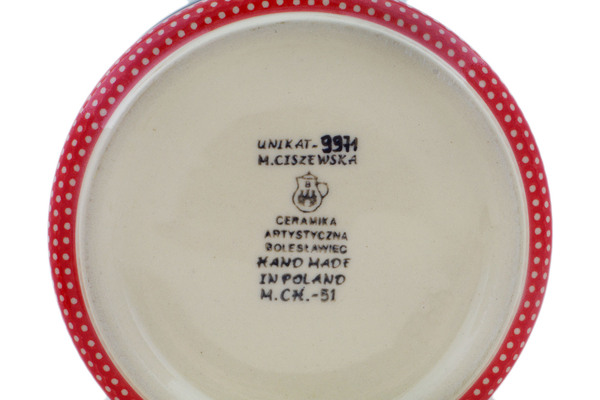 UNIKAT-9971
M.CISZEWSKA
CERAMIKA
ARTYSTYCZNA
BOLESŁAWIEC
HAND MADE
IN POLAND
M.CH.-51